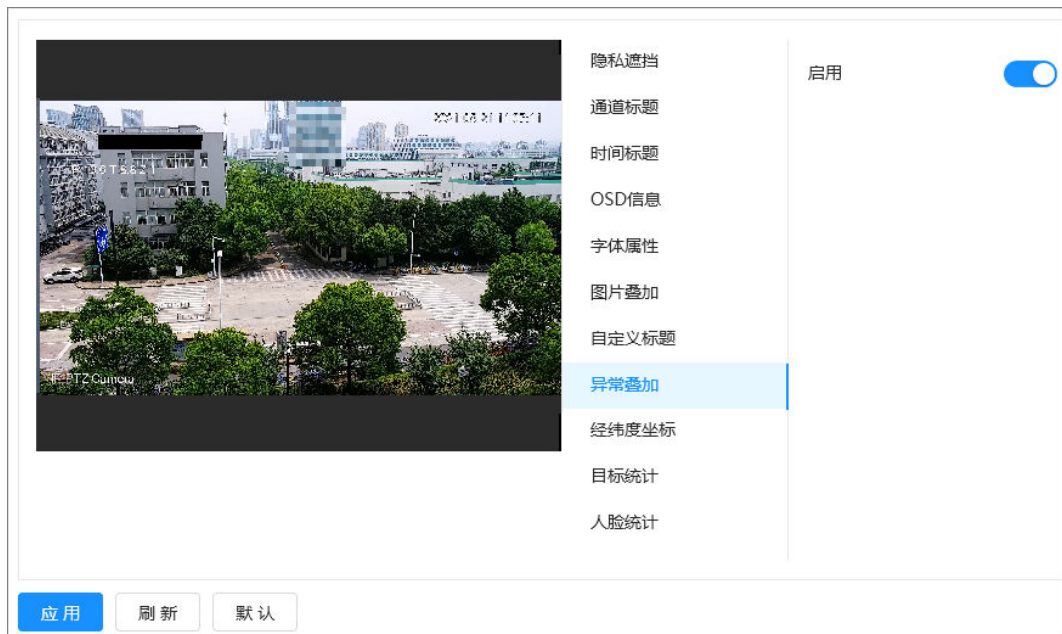 隐私遮挡
启用
通道标题
时间标题
OSD信息
字体属性
图片叠加
自定义标题
异常叠加
经纬度坐标
目标统计
人脸统计
PTZ Camera
应用
刷新
默认